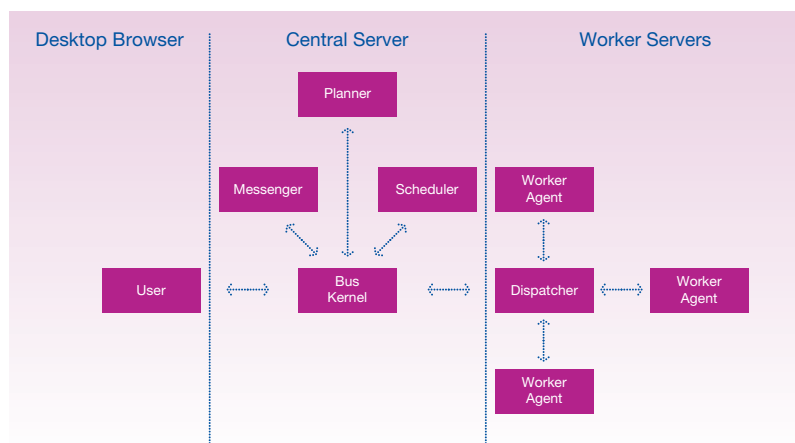 Desktop Browser
Central Server
Worker Servers
Planner
Messenger
Scheduler
Worker
Agent
User
Bus
Kernel
Dispatcher
Worker
Agent
Worker
Agent